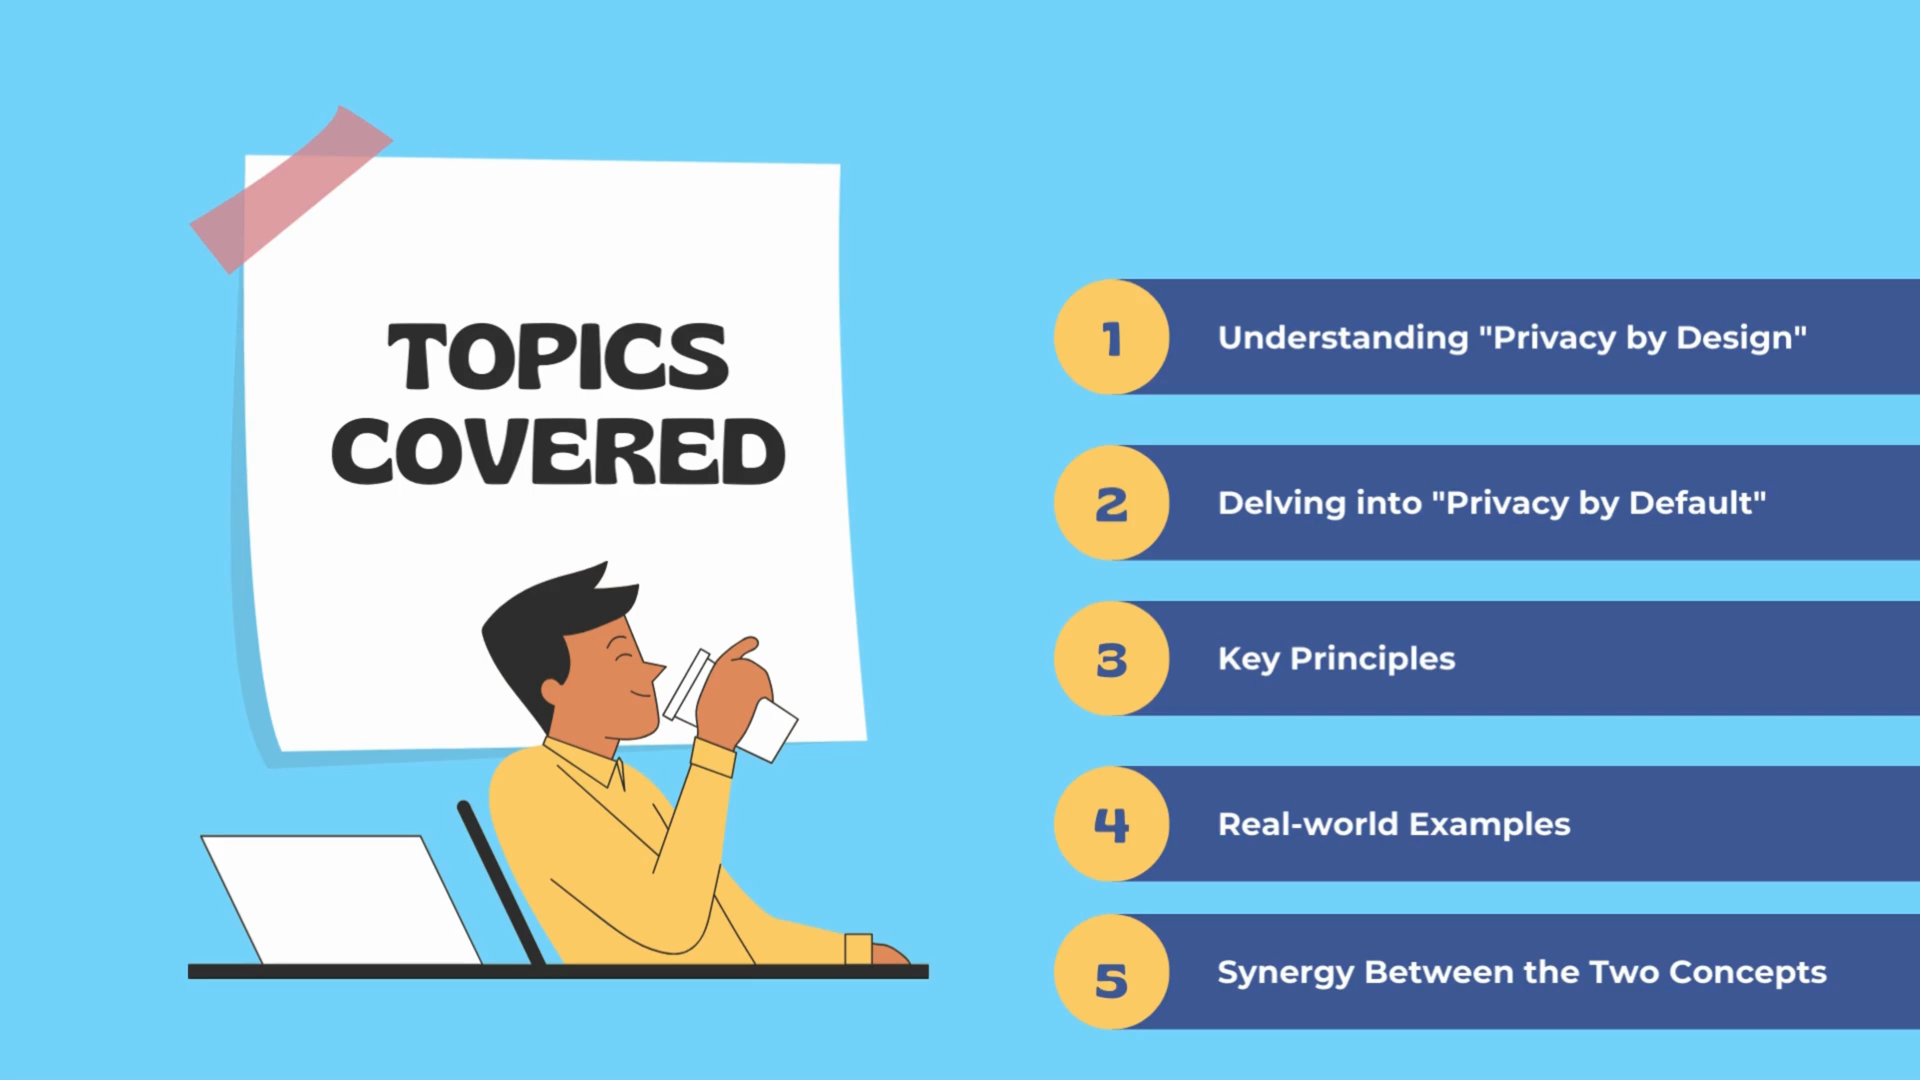 TOPICS
COVERED
1 Understanding "Privacy by Design"
2 Delving into "Privacy by Default"
3 Key Principles
4 Real-world Examples
5 Synergy Between the Two Concepts